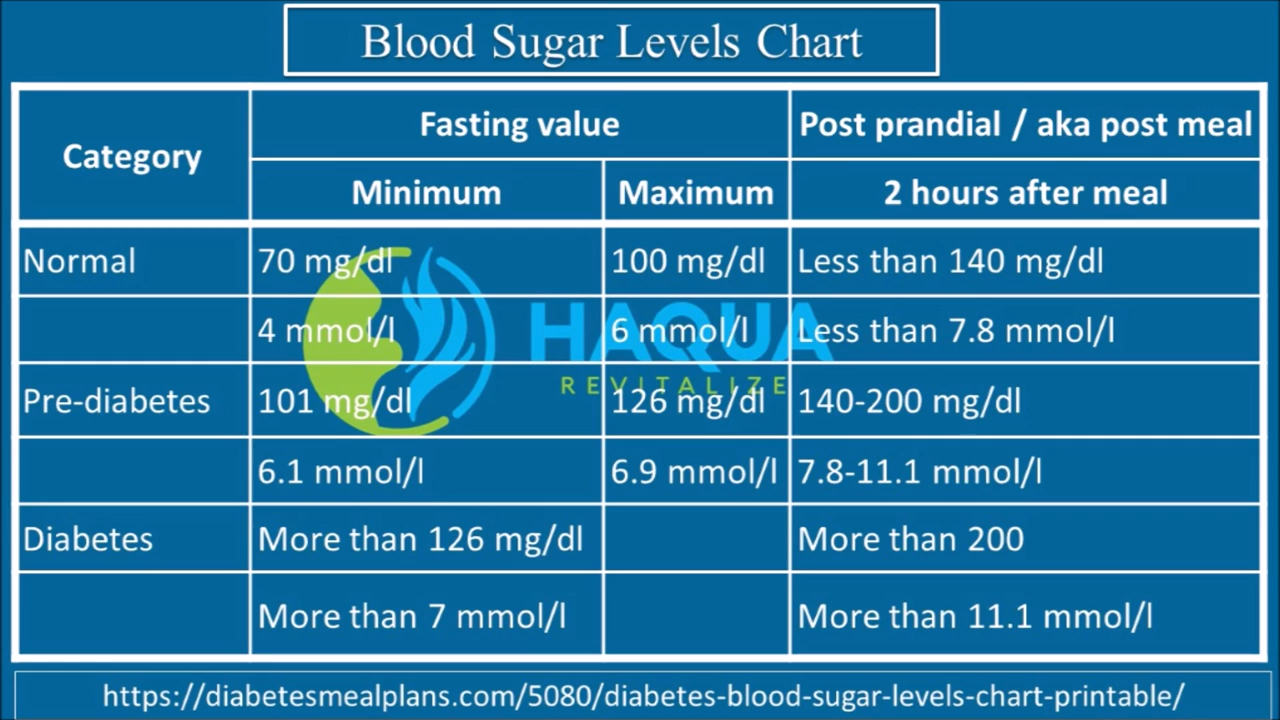 Blood Sugar Levels Chart
Category
Fasting value
Post prandial / aka post meal
Minimum
Maximum
2 hours after meal
Normal
70 mg/dl
100 mg/dl
Less than 140 mg/dl
4 mmol/l
6 mmol/l
Less than 7.8 mmol/l
HAQUA
REVITALIZE
Pre-diabetes
101 mg/dl
126 mg/dl
140-200 mg/dl
6.1 mmol/l
6.9 mmol/l
7.8-11.1 mmol/l
Diabetes
More than 126 mg/dl
More than 200
More than 7 mmol/l
More than 11.1 mmol/l
https://diabetesmealplans.com/5080/diabetes-blood-sugar-levels-chart-printable/